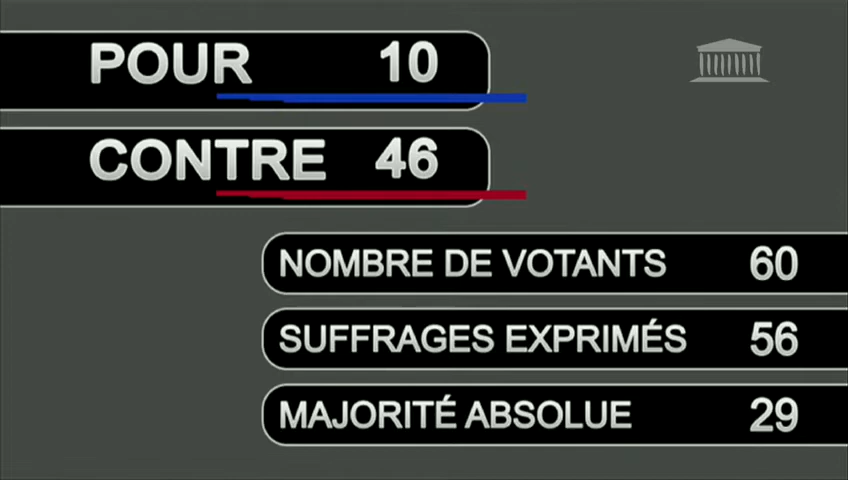 POUR 10
CONTRE 46
NOMBRE DE VOTANTS 60
SUFFRAGES EXPRIMÉS 56
MAJORITÉ ABSOLUE 29